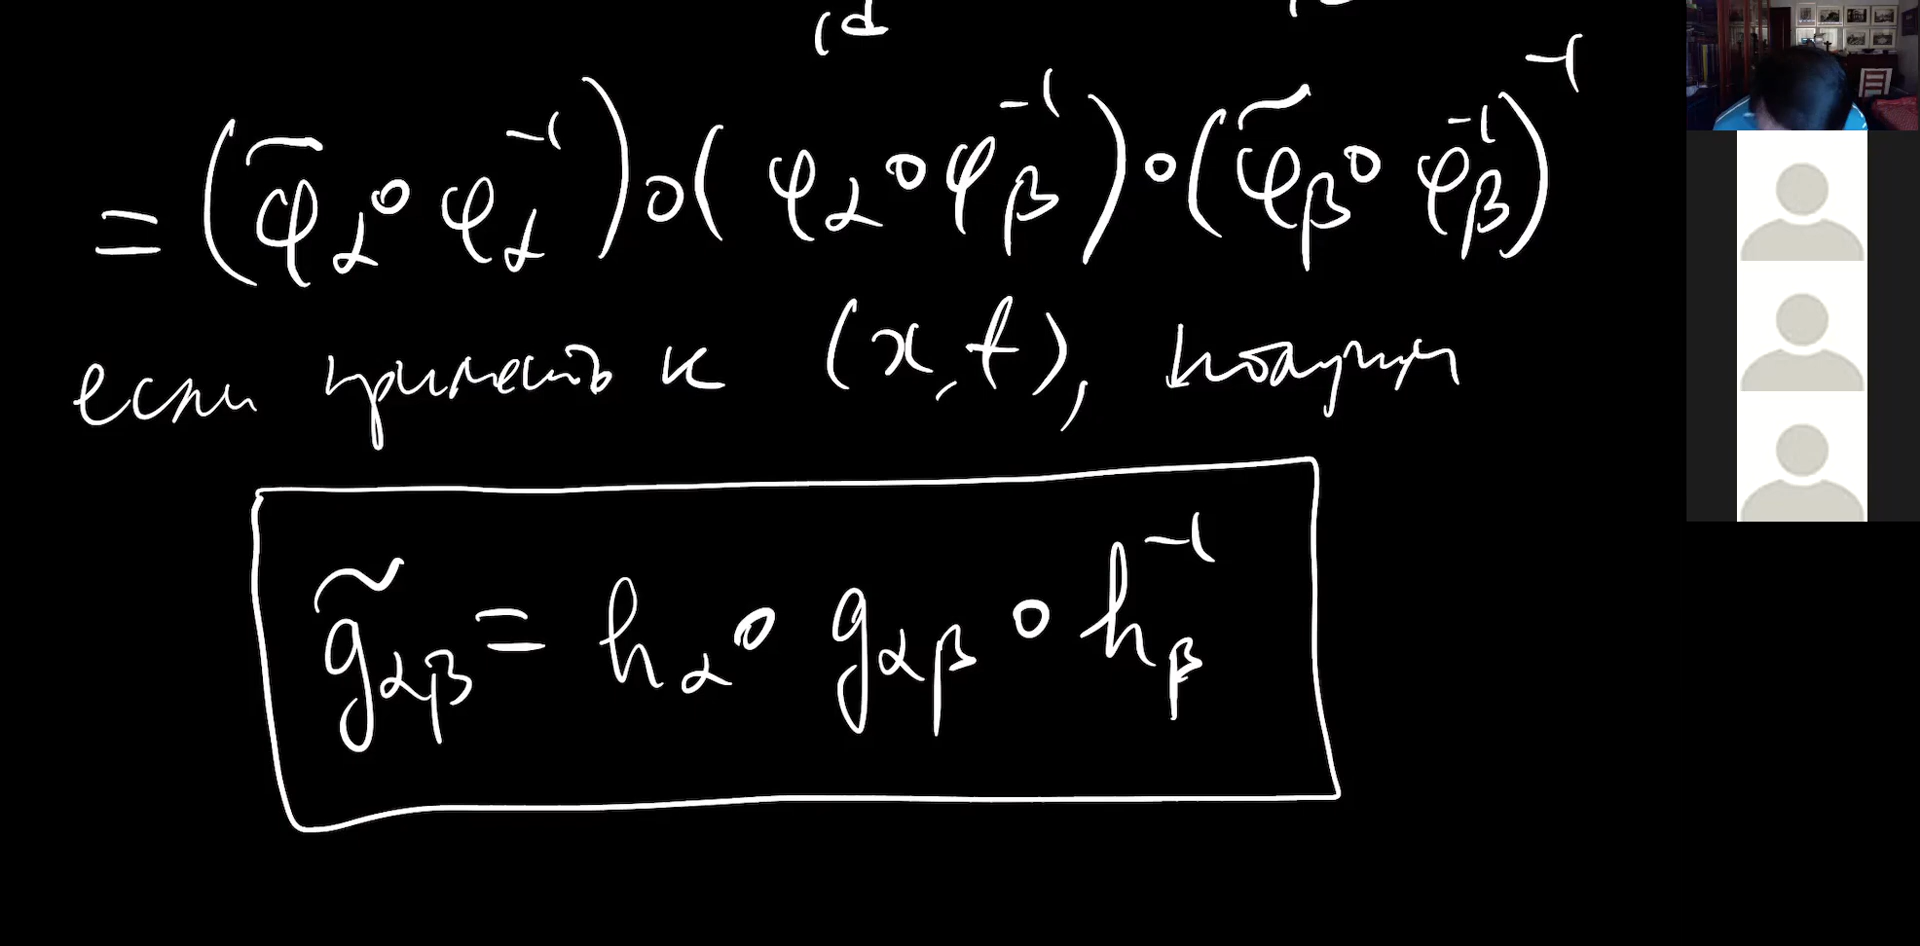 id
= (φ̃_α ∘ φ_α^{-1}) ∘ (φ_α ∘ φ_β^{-1}) ∘ (φ̃_β ∘ φ_β^{-1})^{-1}
если применить к (x, t), получим
g̃_{αβ} = h_α ∘ g_{αβ} ∘ h_β^{-1}